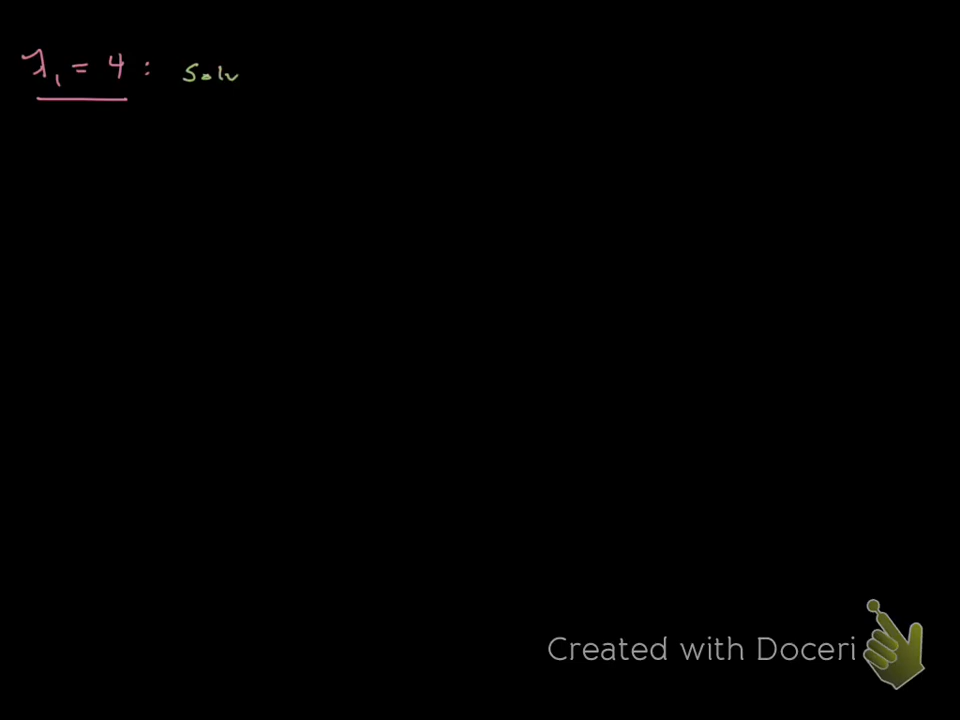 λ₁ = 4 : Solv
Created with Doceri